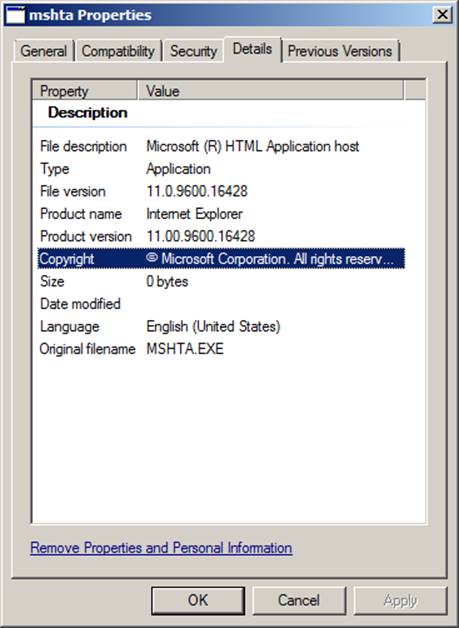 mshta Properties
General Compatibility Security Details Previous Versions
Property Value
Description
File description Microsoft (R) HTML Application host
Type Application
File version 11.0.9600.16428
Product name Internet Explorer
Product version 11.00.9600.16428
Copyright © Microsoft Corporation. All rights reserv...
Size 0 bytes
Date modified
Language English (United States)
Original filename MSHTA.EXE
Remove Properties and Personal Information
OK Cancel Apply